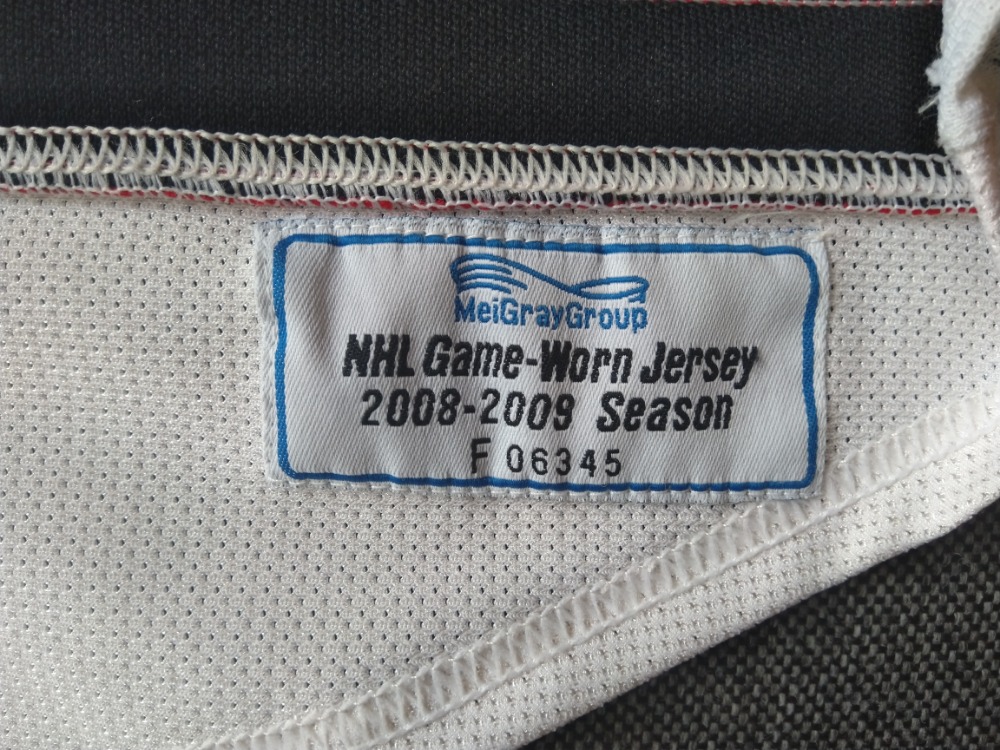 MeiGrayGroup
NHL Game-Worn Jersey
2008-2009 Season
F 06345